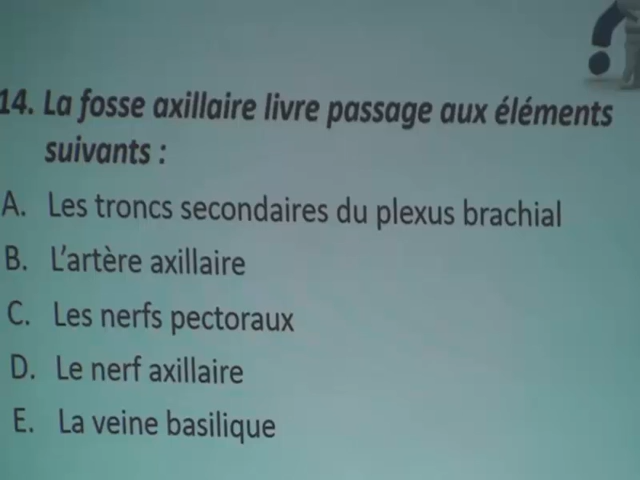 14. La fosse axillaire livre passage aux éléments
suivants :
A. Les troncs secondaires du plexus brachial
B. L'artère axillaire
C. Les nerfs pectoraux
D. Le nerf axillaire
E. La veine basilique